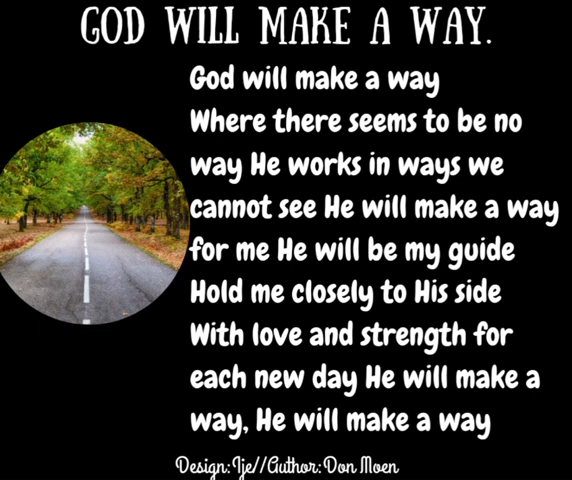 GOD WILL MAKE A WAY.
God will make a way
Where there seems to be no
way He works in ways we
cannot see He will make a way
for me He will be my guide
Hold me closely to His side
With love and strength for
each new day He will make a
way, He will make a way
Design:Ije//Author:Don Moen